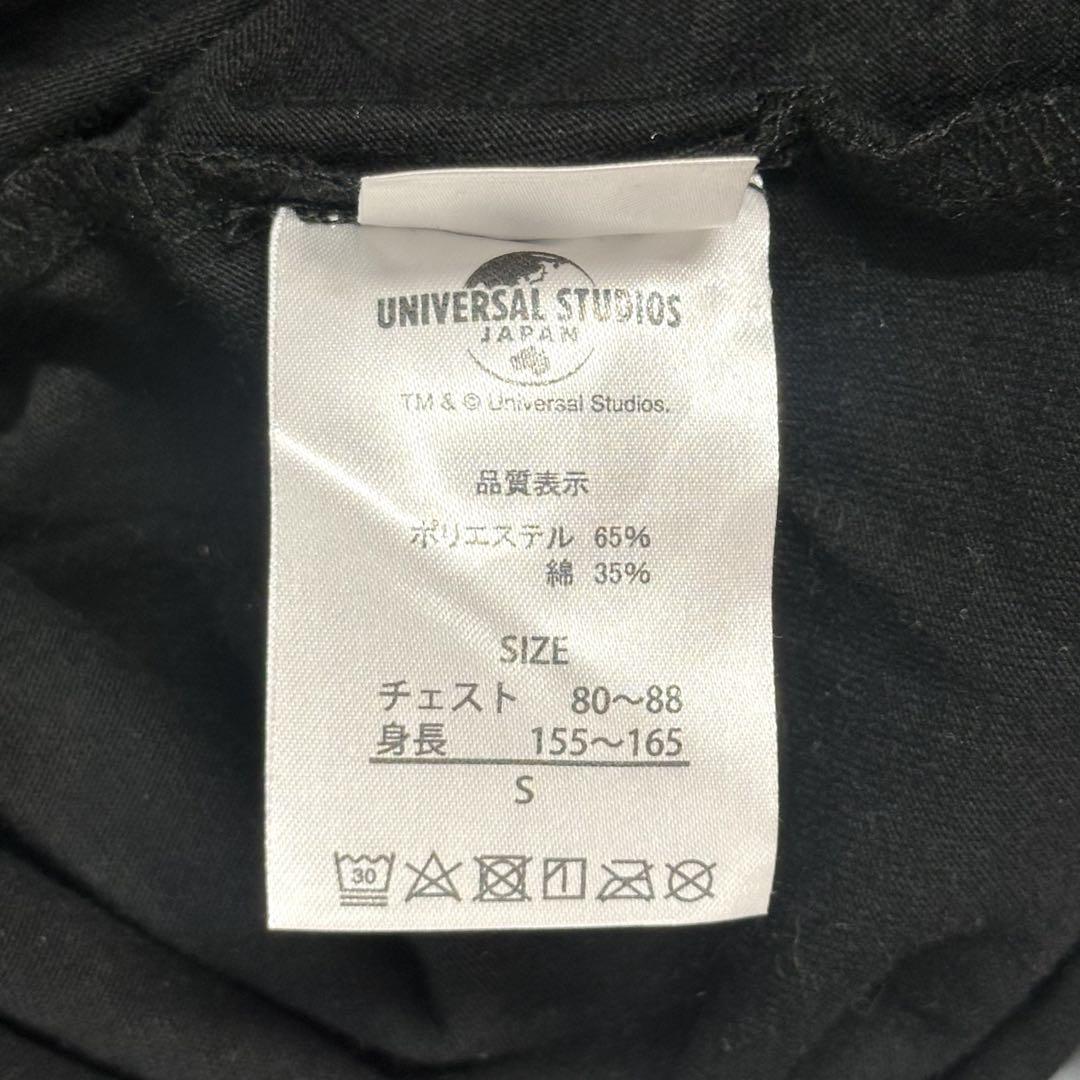 UNIVERSAL STUDIOS
JAPAN
TM & © Universal Studios.
品質表示
ポリエステル 65%
綿 35%
SIZE
チェスト 80〜88
身長 155〜165
S
30